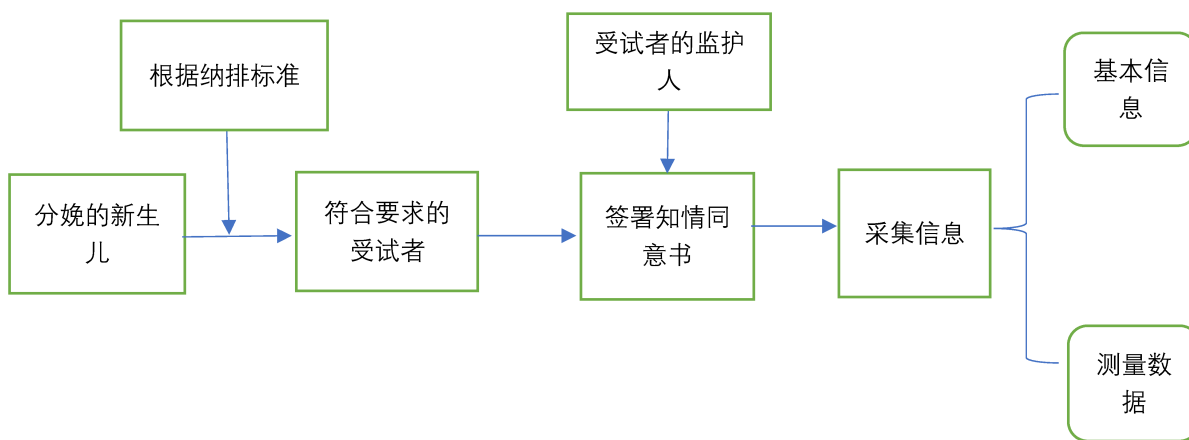 根据纳排标准
受试者的监护
人
基本信
息
分娩的新生
儿
符合要求的
受试者
签署知情同
意书
采集信息
测量数
据